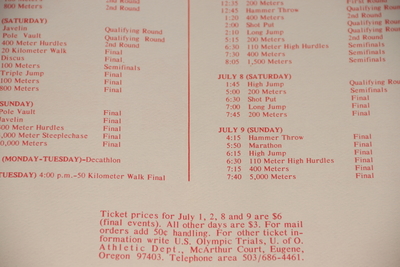 800 Meters 2nd Round
(SATURDAY)
Javelin Qualifying Round
Pole Vault Qualifying Round
400 Meter Hurdles 2nd Round
20 Kilometer Walk Final
Discus Final
100 Meters Semifinals
Triple Jump Final
100 Meters Final
800 Meters Final
SUNDAY)
Pole Vault Final
Javelin Final
00 Meter Hurdles Final
,000 Meter Steeplechase Final
0,000 Meters Final
(MONDAY-TUESDAY)-Decathlon
TUESDAY) 4:00 p.m.-50 Kilometer Walk Final
12:35 200 Meters First Round
12:45 Hammer Throw Qualifying Round
1:20 400 Meters 2nd Round
2:00 Shot Put Qualifying Round
2:10 Long Jump Qualifying Round
2:15 200 Meters 2nd Round
6:30 110 Meter High Hurdles Semifinals
7:30 400 Meters Semifinals
8:05 1,500 Meters Semifinals
JULY 8 (SATURDAY)
1:45 High Jump Qualifying Rou
5:00 200 Meters Semifinals
6:30 Shot Put Final
7:00 Long Jump Final
7:45 200 Meters Final
JULY 9 (SUNDAY)
4:15 Hammer Throw Final
5:50 Marathon Final
6:15 High Jump Final
6:30 110 Meter High Hurdles Final
7:15 400 Meters Final
7:40 5,000 Meters Final
Ticket prices for July 1, 2, 8 and 9 are $6
(final events). All other days are $3. For mail
orders add 50c handling. For other ticket in-
formation write U.S. Olympic Trials, U. of O.
Athletic Dept., McArthur Court, Eugene,
Oregon 97403. Telephone area 503/686-4461.